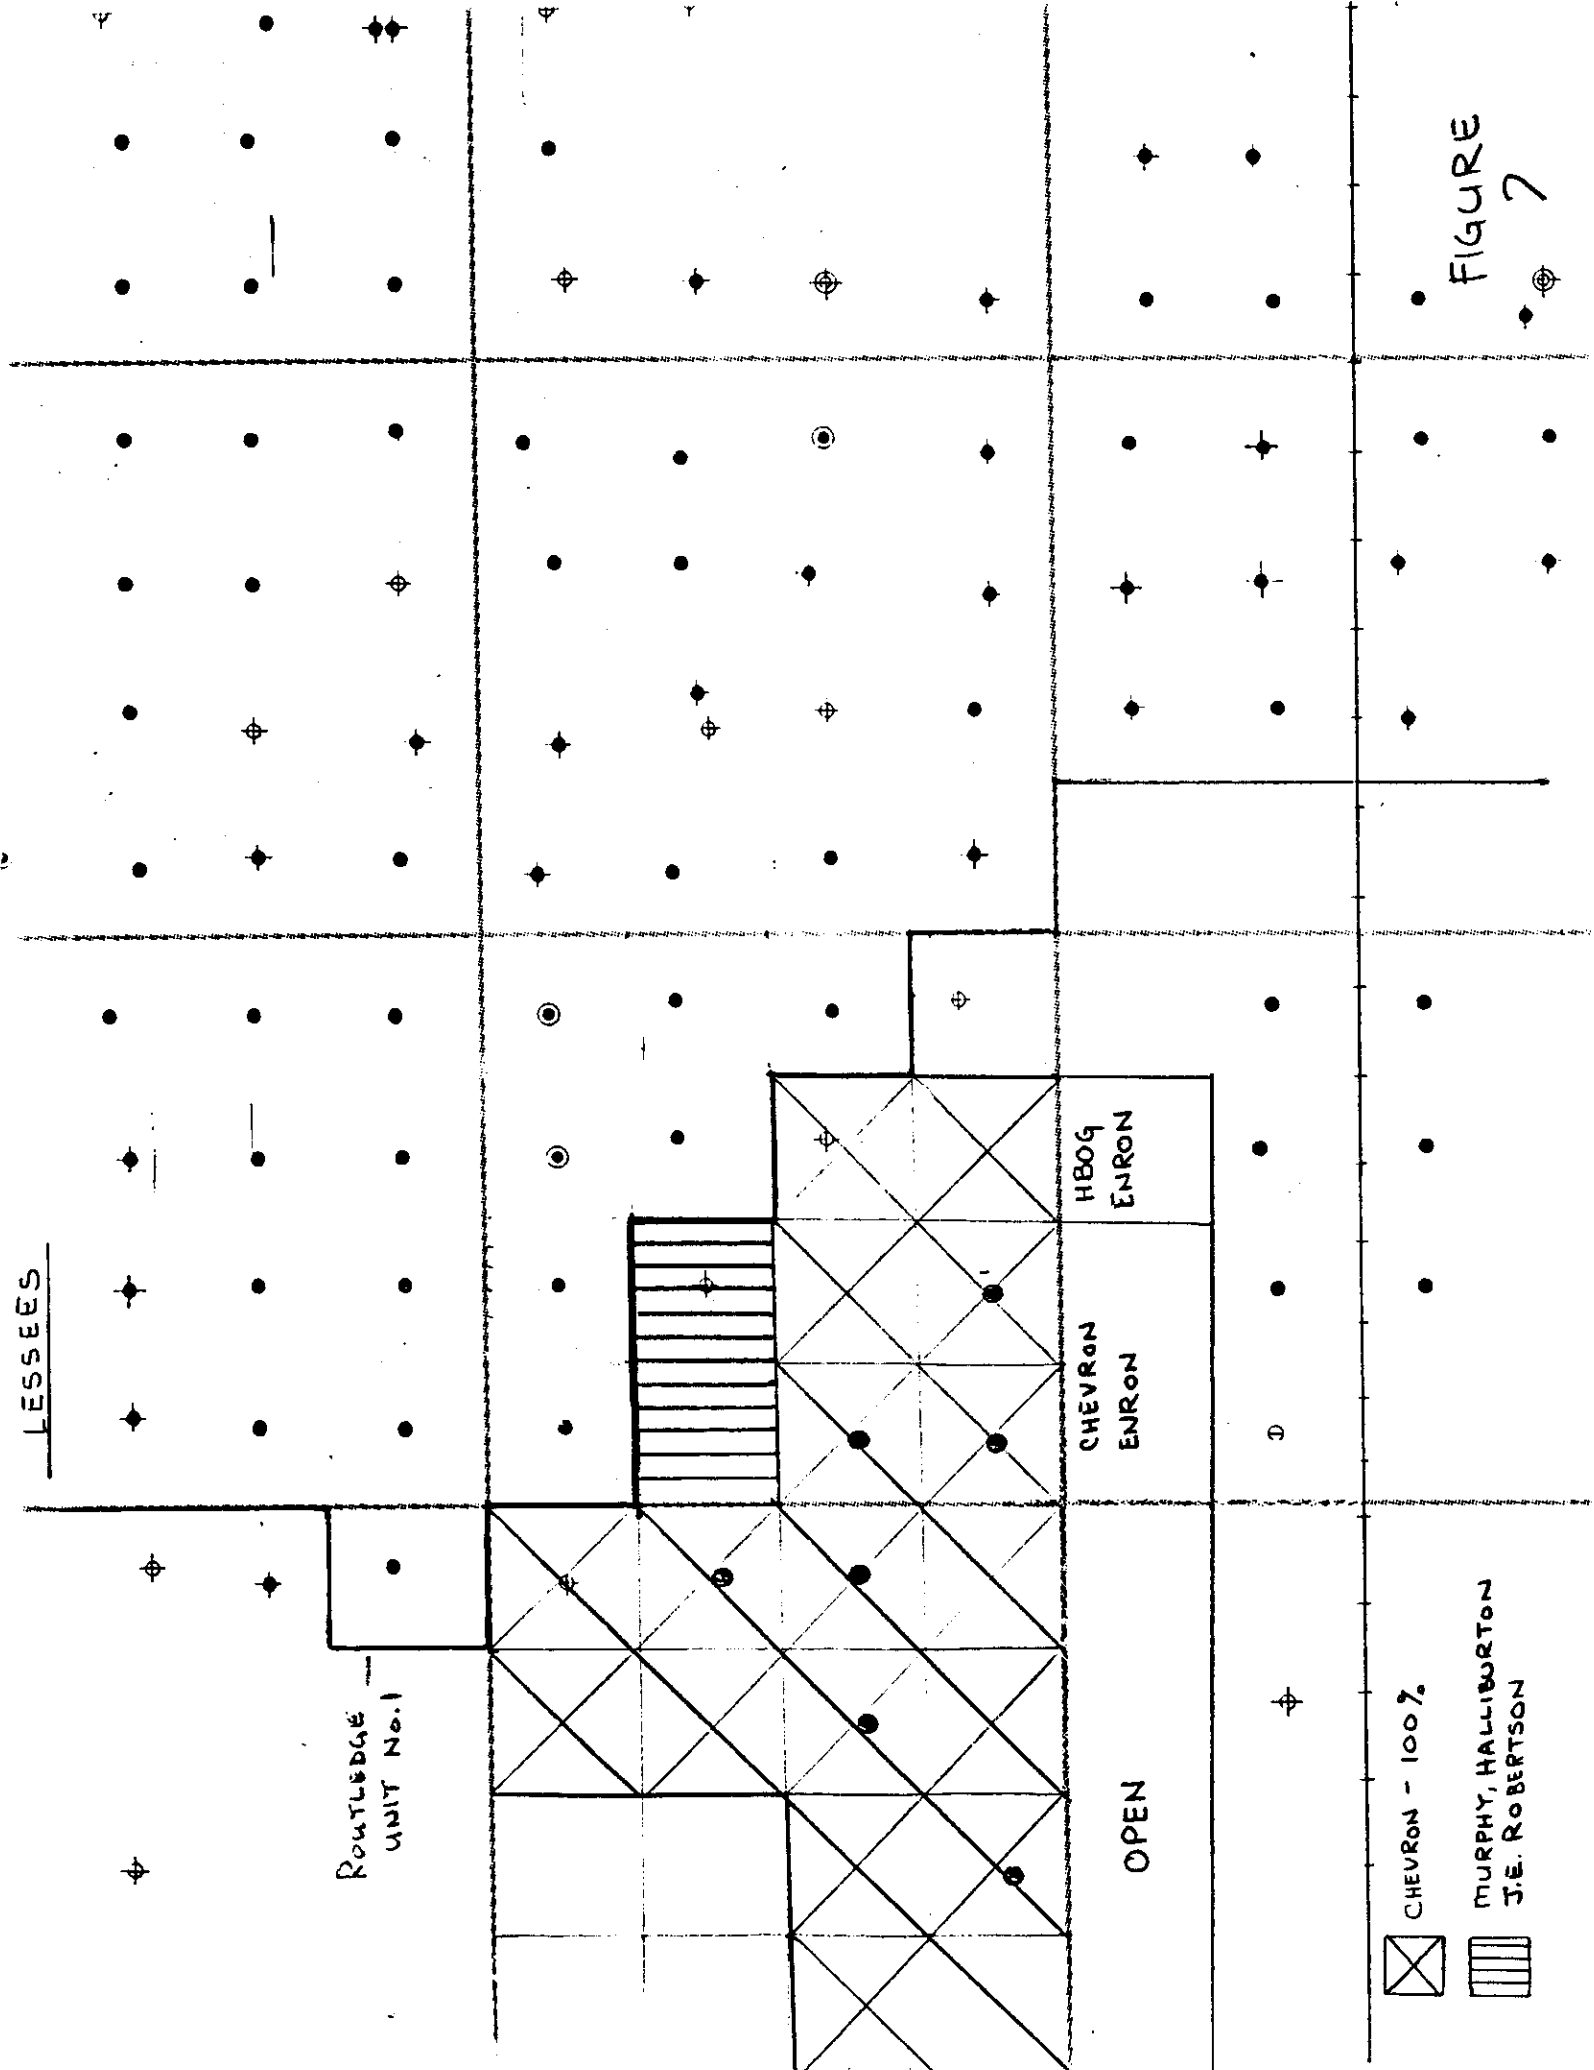 LESSEES
ROUTLEDGE
UNIT No.1
HBOG
ENRON
CHEVRON
ENRON
OPEN
CHEVRON - 100%
MURPHY, HALLIBURTON
J.E. ROBERTSON
FIGURE
7